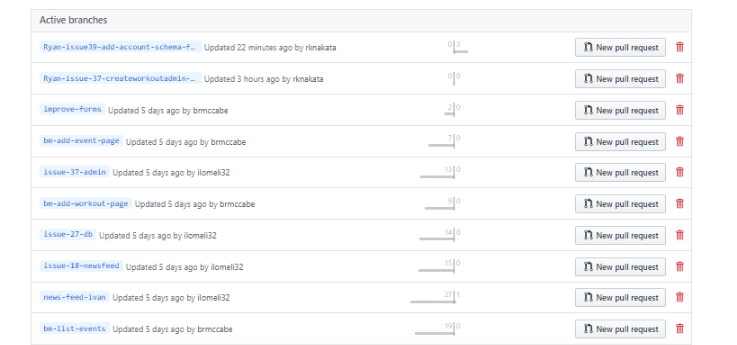 Active branches
Ryan-issue39-add-account-schema-f… Updated 22 minutes ago by rknakata 0 3 New pull request
Ryan-issue-37-createworkoutadmin-… Updated 3 hours ago by rknakata 0 0 New pull request
improve-forms Updated 5 days ago by brmccabe 2 0 New pull request
bm-add-event-page Updated 5 days ago by brmccabe 7 0 New pull request
issue-37-admin Updated 5 days ago by ilomeli32 13 0 New pull request
bm-add-workout-page Updated 5 days ago by brmccabe 9 0 New pull request
issue-27-db Updated 5 days ago by ilomeli32 14 0 New pull request
issue-18-newsfeed Updated 5 days ago by ilomeli32 15 0 New pull request
news-feed-ivan Updated 5 days ago by ilomeli32 27 1 New pull request
bm-list-events Updated 5 days ago by brmccabe 19 0 New pull request